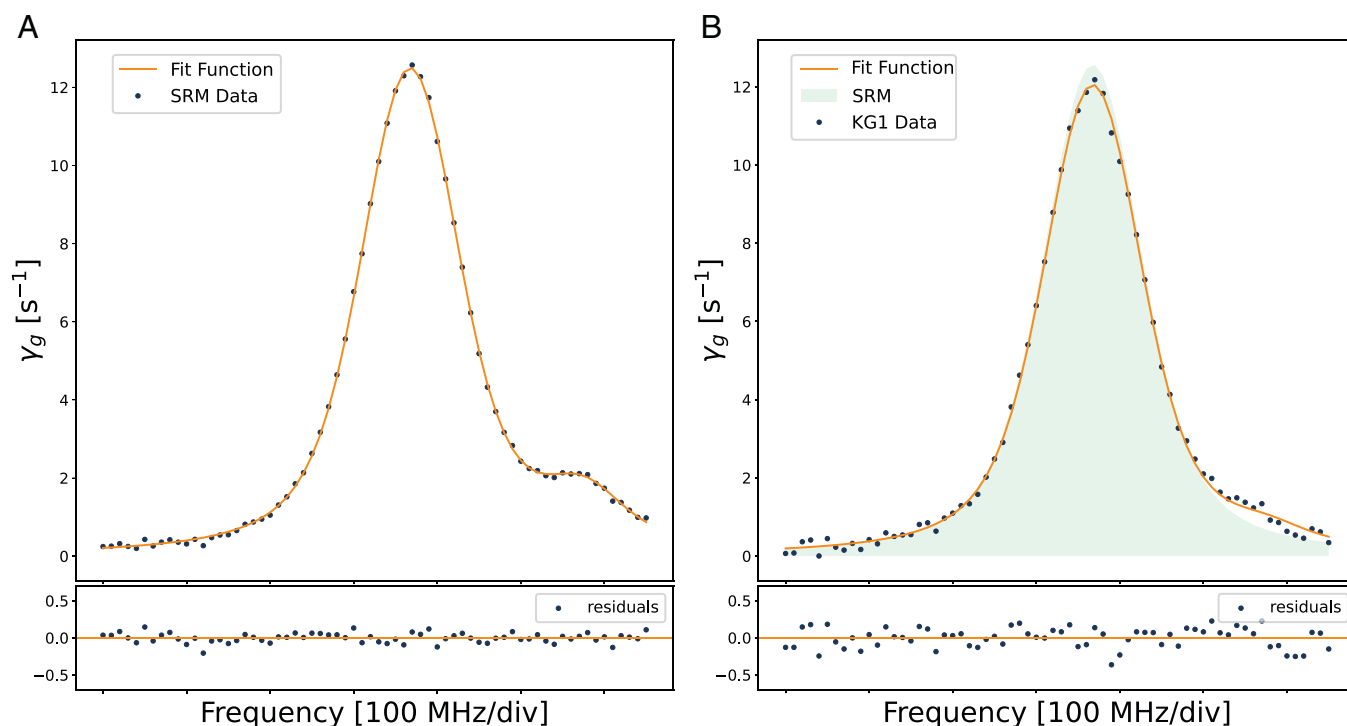 A
Fit Function
SRM Data
12
10
8
6
4
2
0
γg [s⁻¹]
0.5
0.0
−0.5
residuals
Frequency [100 MHz/div]
B
Fit Function
SRM
KG1 Data
12
10
8
6
4
2
0
γg [s⁻¹]
0.5
0.0
−0.5
residuals
Frequency [100 MHz/div]